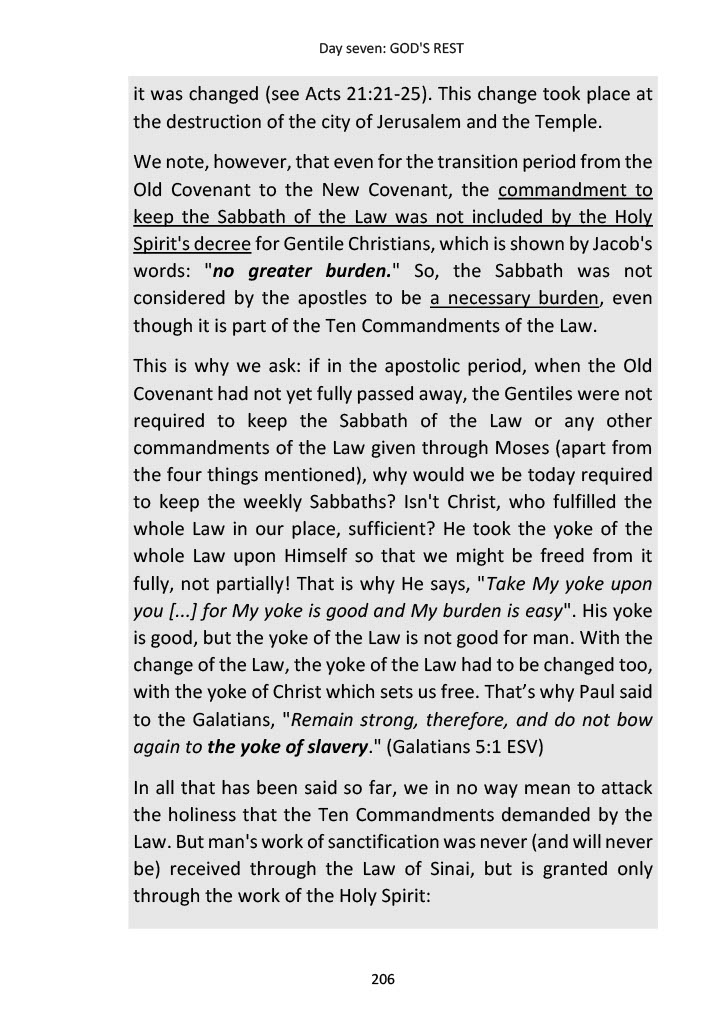 Day seven: GOD'S REST
it was changed (see Acts 21:21-25). This change took place at
the destruction of the city of Jerusalem and the Temple.
We note, however, that even for the transition period from the
Old Covenant to the New Covenant, the commandment to
keep the Sabbath of the Law was not included by the Holy
Spirit's decree for Gentile Christians, which is shown by Jacob's
words: "no greater burden." So, the Sabbath was not
considered by the apostles to be a necessary burden, even
though it is part of the Ten Commandments of the Law.
This is why we ask: if in the apostolic period, when the Old
Covenant had not yet fully passed away, the Gentiles were not
required to keep the Sabbath of the Law or any other
commandments of the Law given through Moses (apart from
the four things mentioned), why would we be today required
to keep the weekly Sabbaths? Isn't Christ, who fulfilled the
whole Law in our place, sufficient? He took the yoke of the
whole Law upon Himself so that we might be freed from it
fully, not partially! That is why He says, "Take My yoke upon
you [...] for My yoke is good and My burden is easy". His yoke
is good, but the yoke of the Law is not good for man. With the
change of the Law, the yoke of the Law had to be changed too,
with the yoke of Christ which sets us free. That’s why Paul said
to the Galatians, "Remain strong, therefore, and do not bow
again to the yoke of slavery." (Galatians 5:1 ESV)
In all that has been said so far, we in no way mean to attack
the holiness that the Ten Commandments demanded by the
Law. But man's work of sanctification was never (and will never
be) received through the Law of Sinai, but is granted only
through the work of the Holy Spirit:
206